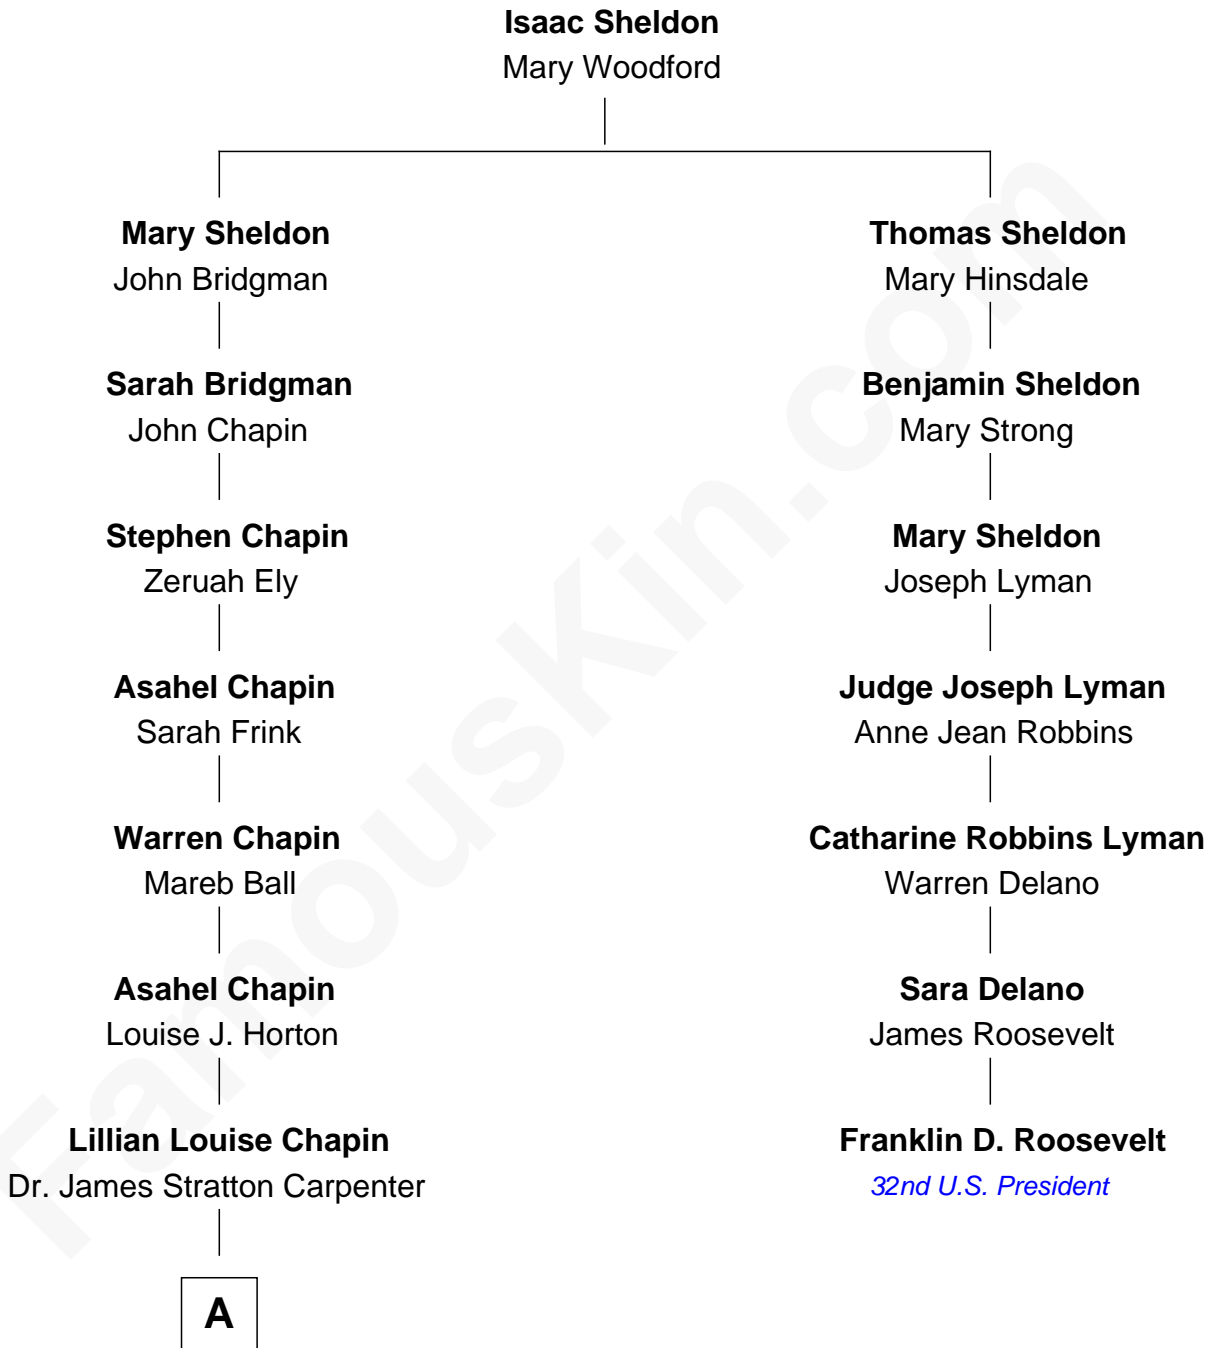 Isaac Sheldon
Mary Woodford
Mary Sheldon
John Bridgman
Thomas Sheldon
Mary Hinsdale
Sarah Bridgman
John Chapin
Benjamin Sheldon
Mary Strong
Stephen Chapin
Zeruah Ely
Mary Sheldon
Joseph Lyman
Asahel Chapin
Sarah Frink
Judge Joseph Lyman
Anne Jean Robbins
Warren Chapin
Mareb Ball
Catharine Robbins Lyman
Warren Delano
Asahel Chapin
Louise J. Horton
Sara Delano
James Roosevelt
Lillian Louise Chapin
Dr. James Stratton Carpenter
Franklin D. Roosevelt
32nd U.S. President
A
FamousKin.com